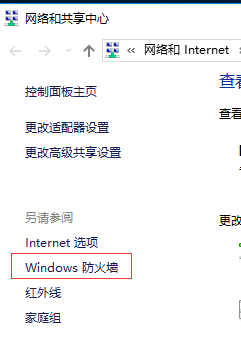 网络和共享中心
« 网络和 Internet ›
控制面板主页
查看
更改适配器设置
查看
更改高级共享设置
另请参阅
更改
Internet 选项
Windows 防火墙
红外线
家庭组